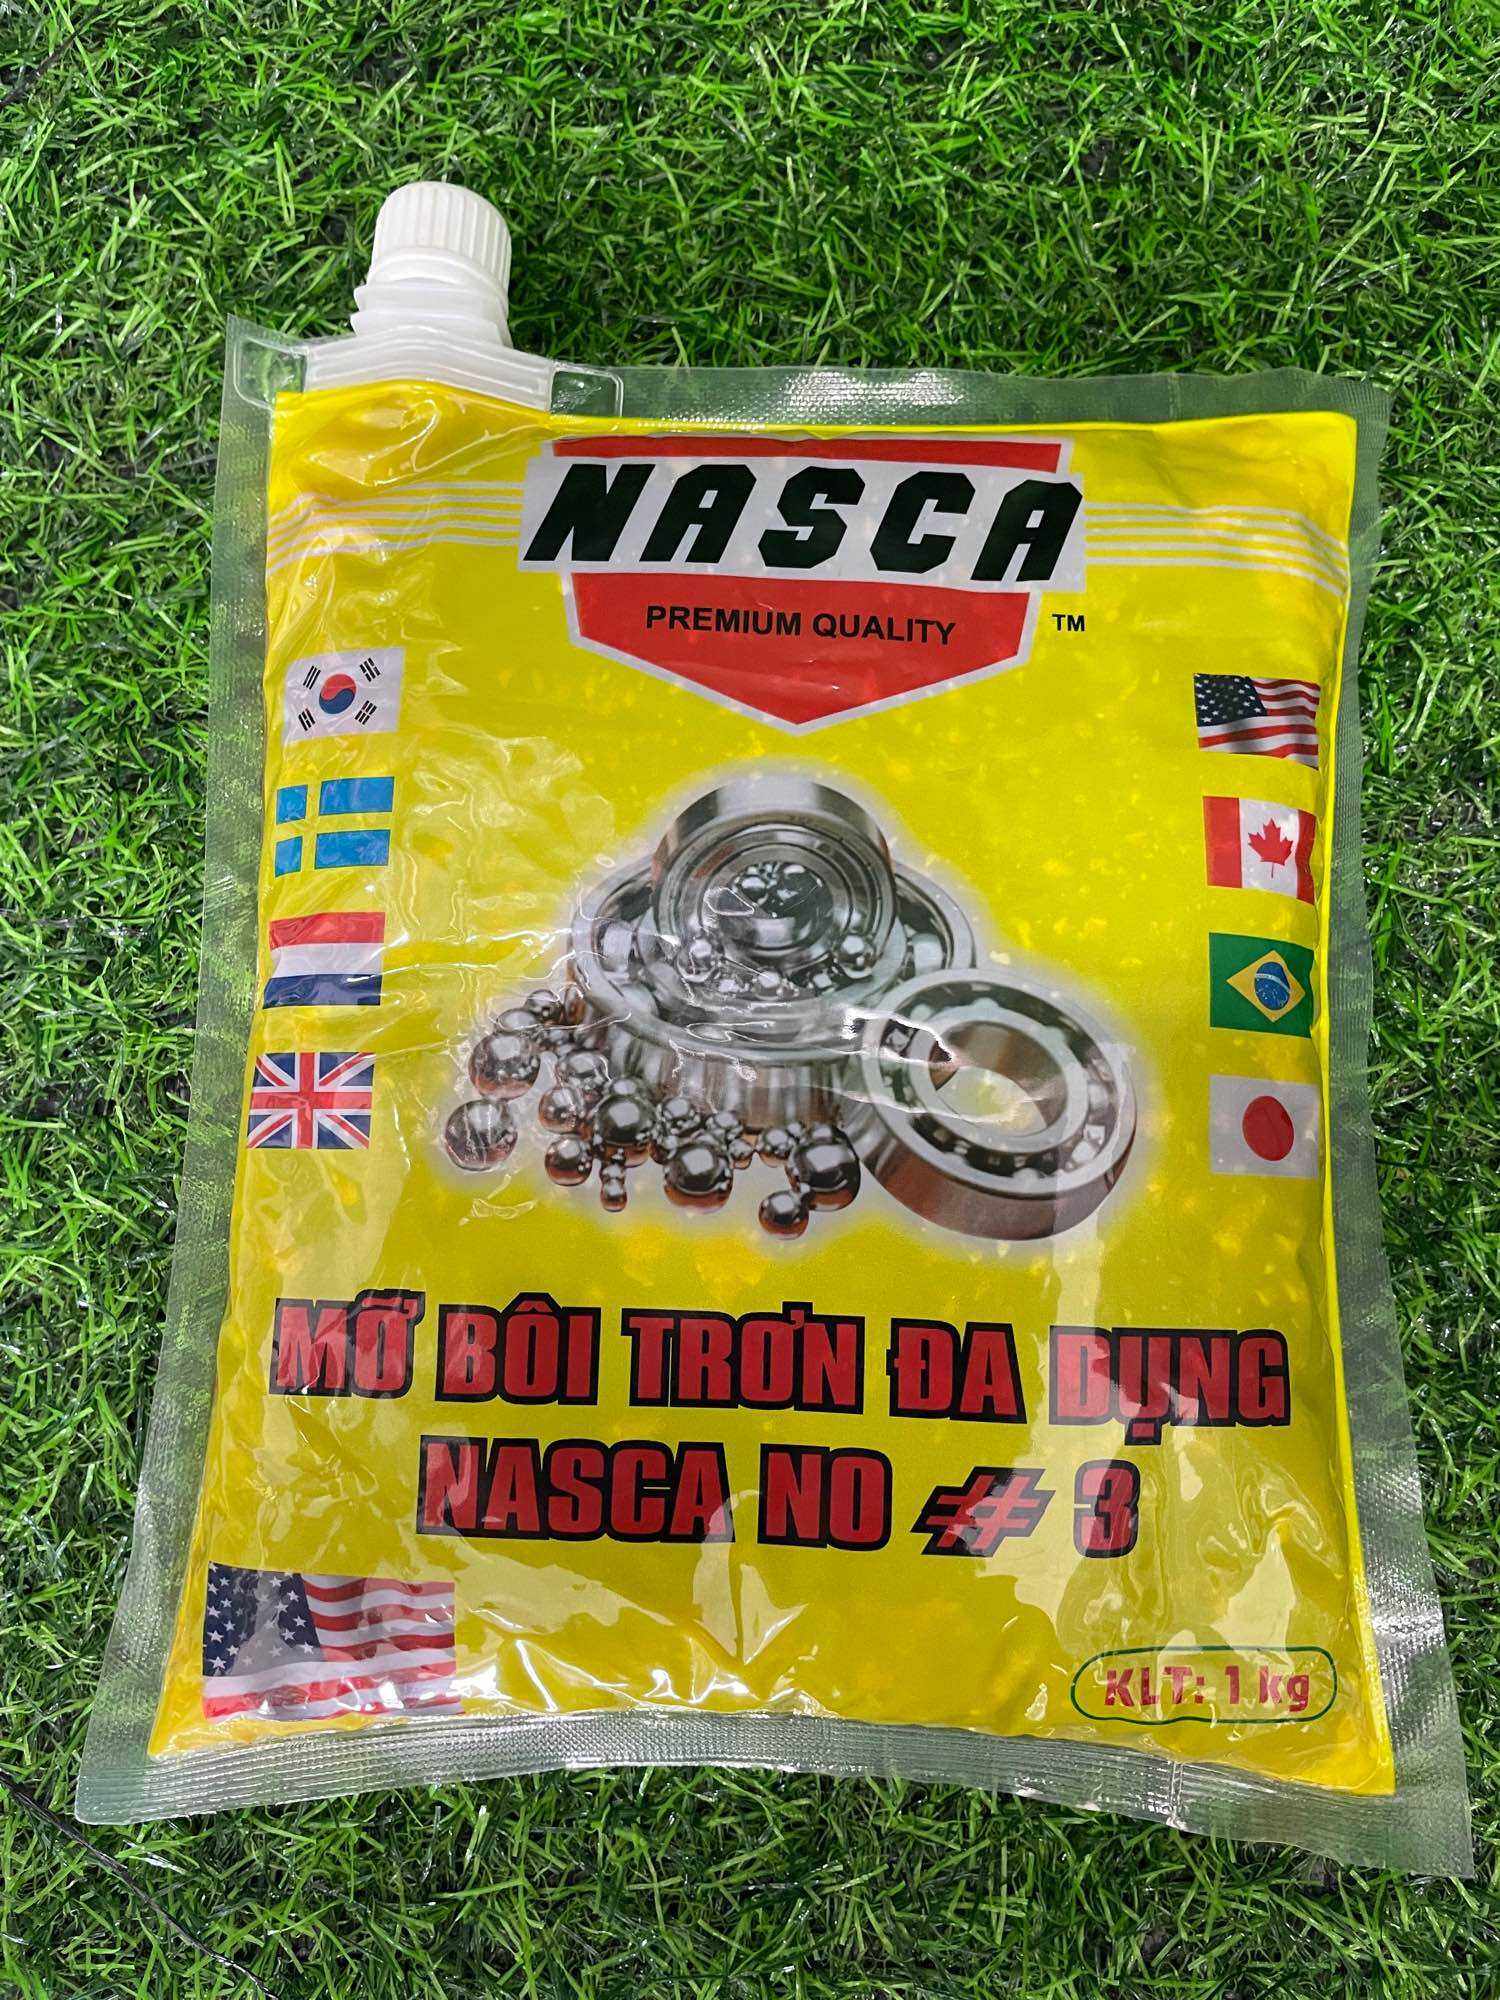 NASCA
PREMIUM QUALITY
TM
MỠ BÔI TRƠN ĐA DỤNG
NASCA NO # 3
KLT: 1 kg